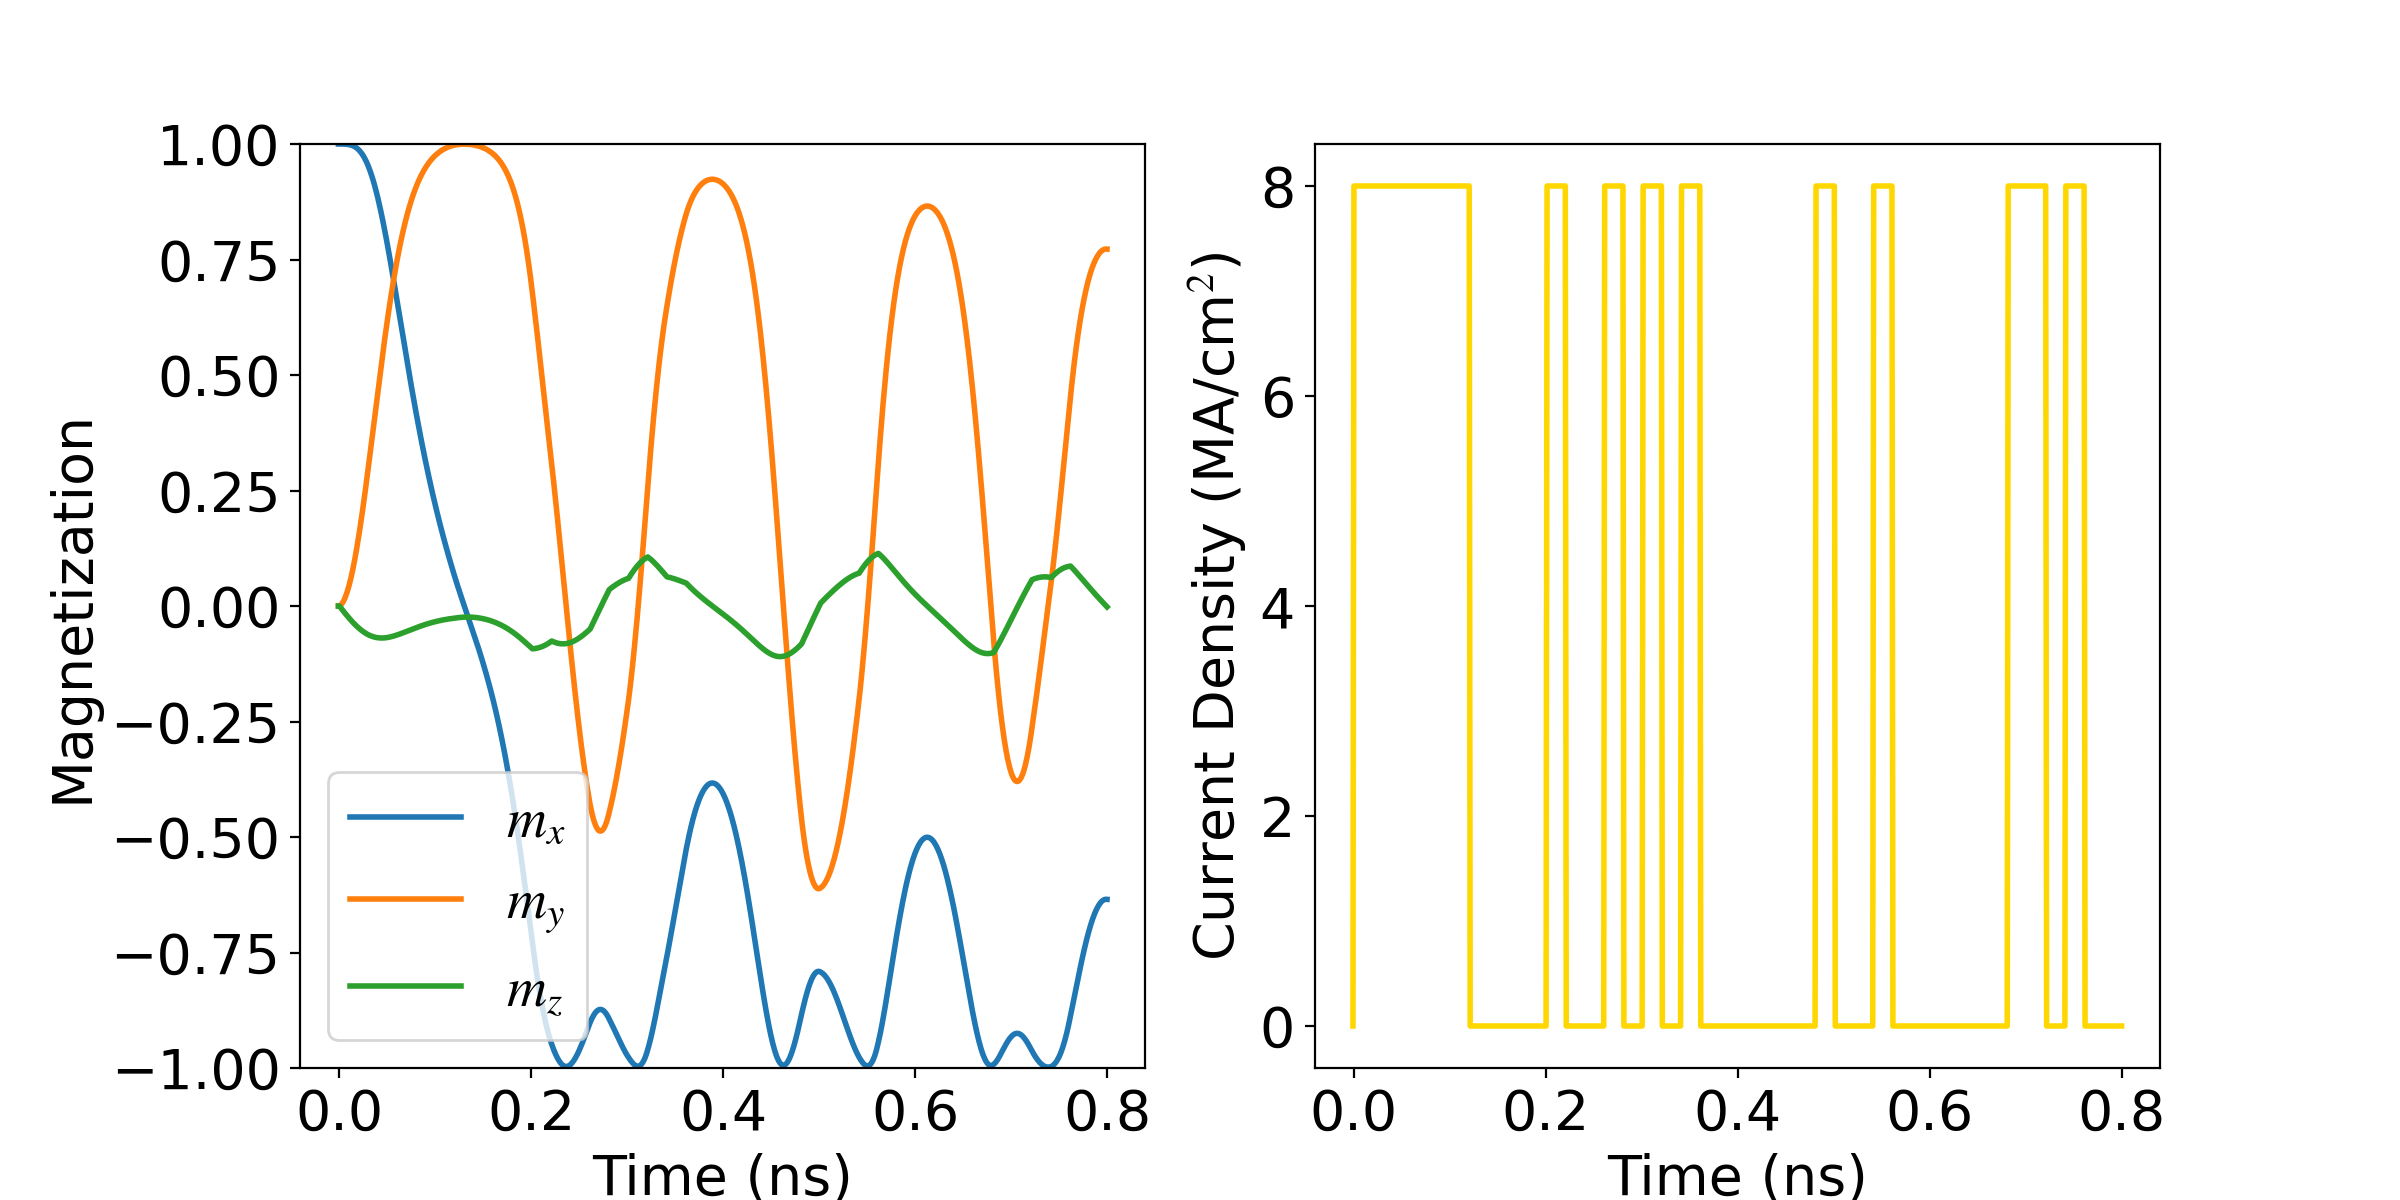 Magnetization
1.00
0.75
0.50
0.25
0.00
−0.25
−0.50
−0.75
−1.00
m_x
m_y
m_z
0.0 0.2 0.4 0.6 0.8
Time (ns)
Current Density (MA/cm²)
8
6
4
2
0
0.0 0.2 0.4 0.6 0.8
Time (ns)